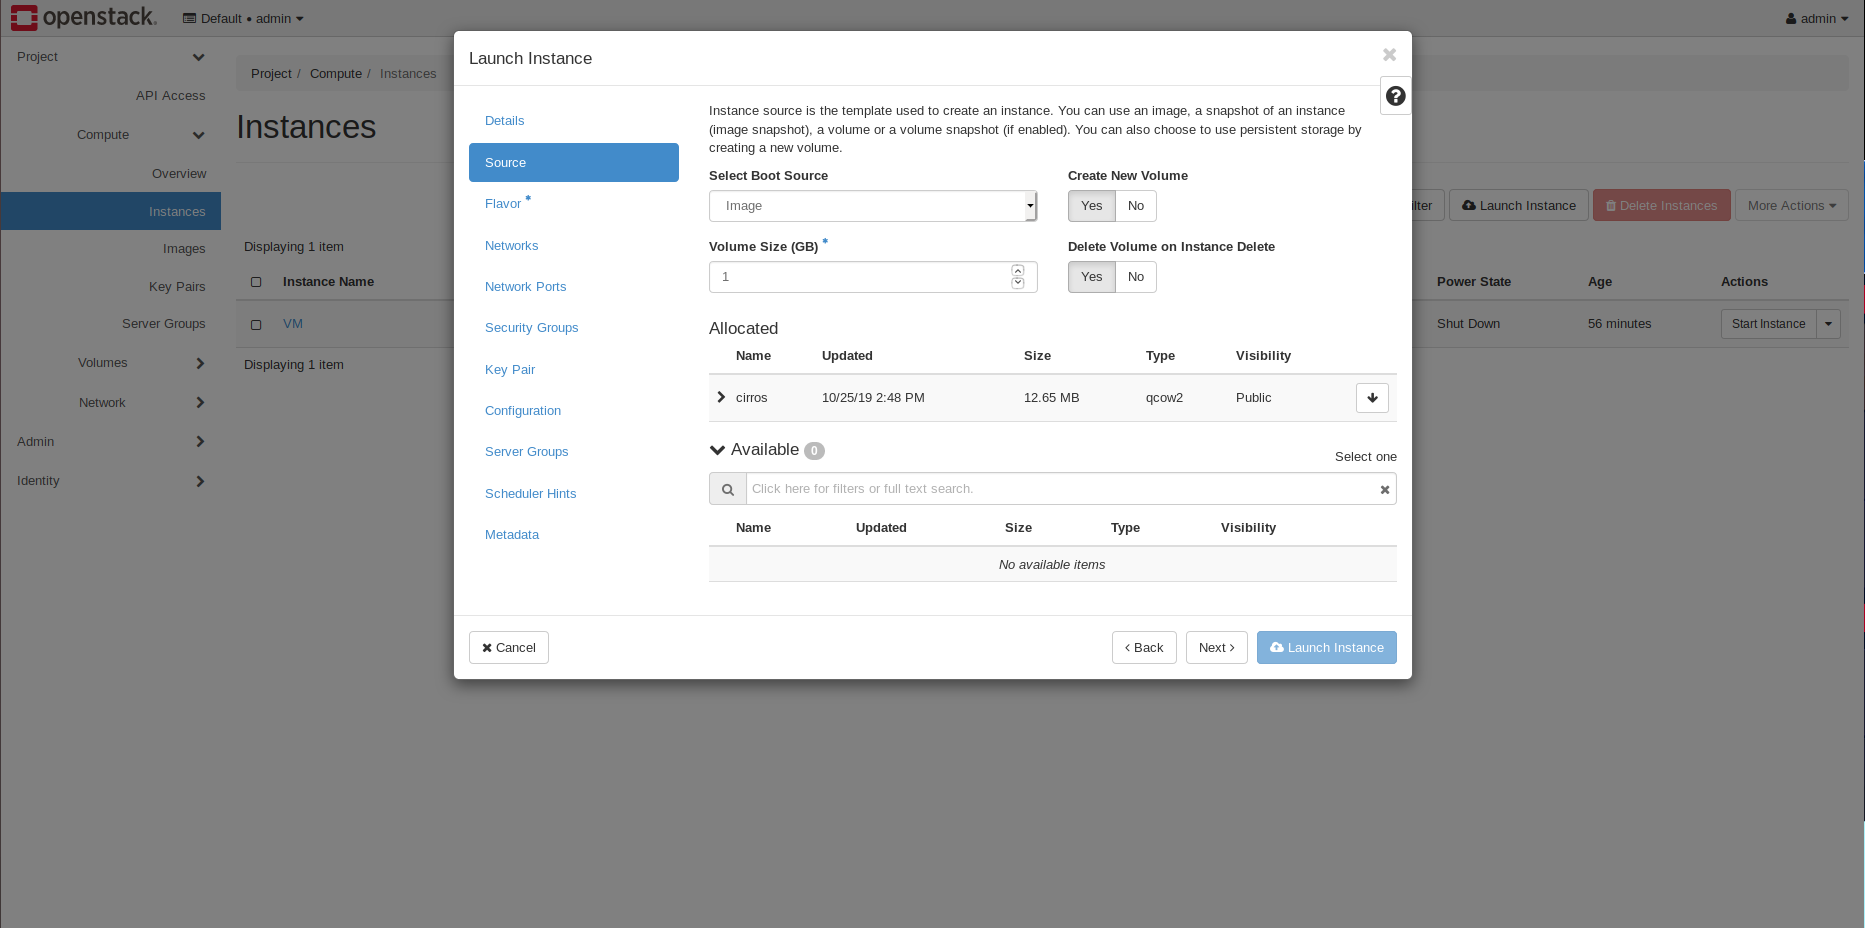 openstack.
Default • admin
admin
Project
API Access
Compute
Overview
Instances
Images
Key Pairs
Server Groups
Volumes
Network
Admin
Identity
Project / Compute / Instances
Instances
Launch Instance
Delete Instances
More Actions
Displaying 1 item
Instance Name
Power State
Age
Actions
VM
Shut Down
56 minutes
Start Instance
Displaying 1 item
Launch Instance
Details
Source
Flavor *
Networks
Network Ports
Security Groups
Key Pair
Configuration
Server Groups
Scheduler Hints
Metadata
Instance source is the template used to create an instance. You can use an image, a snapshot of an instance
(image snapshot), a volume or a volume snapshot (if enabled). You can also choose to use persistent storage by
creating a new volume.
Select Boot Source
Create New Volume
Image
Yes No
Volume Size (GB) *
Delete Volume on Instance Delete
1
Yes No
Allocated
Name Updated Size Type Visibility
cirros 10/25/19 2:48 PM 12.65 MB qcow2 Public
Available 0
Select one
Click here for filters or full text search.
Name Updated Size Type Visibility
No available items
Cancel
Back
Next
Launch Instance